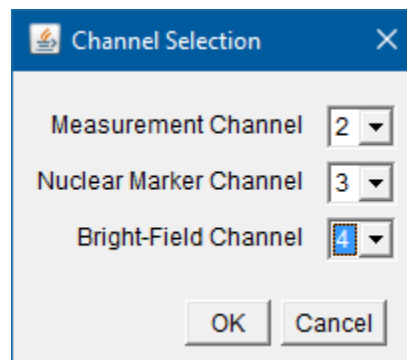 Channel Selection
Measurement Channel 2
Nuclear Marker Channel 3
Bright-Field Channel 4
OK Cancel